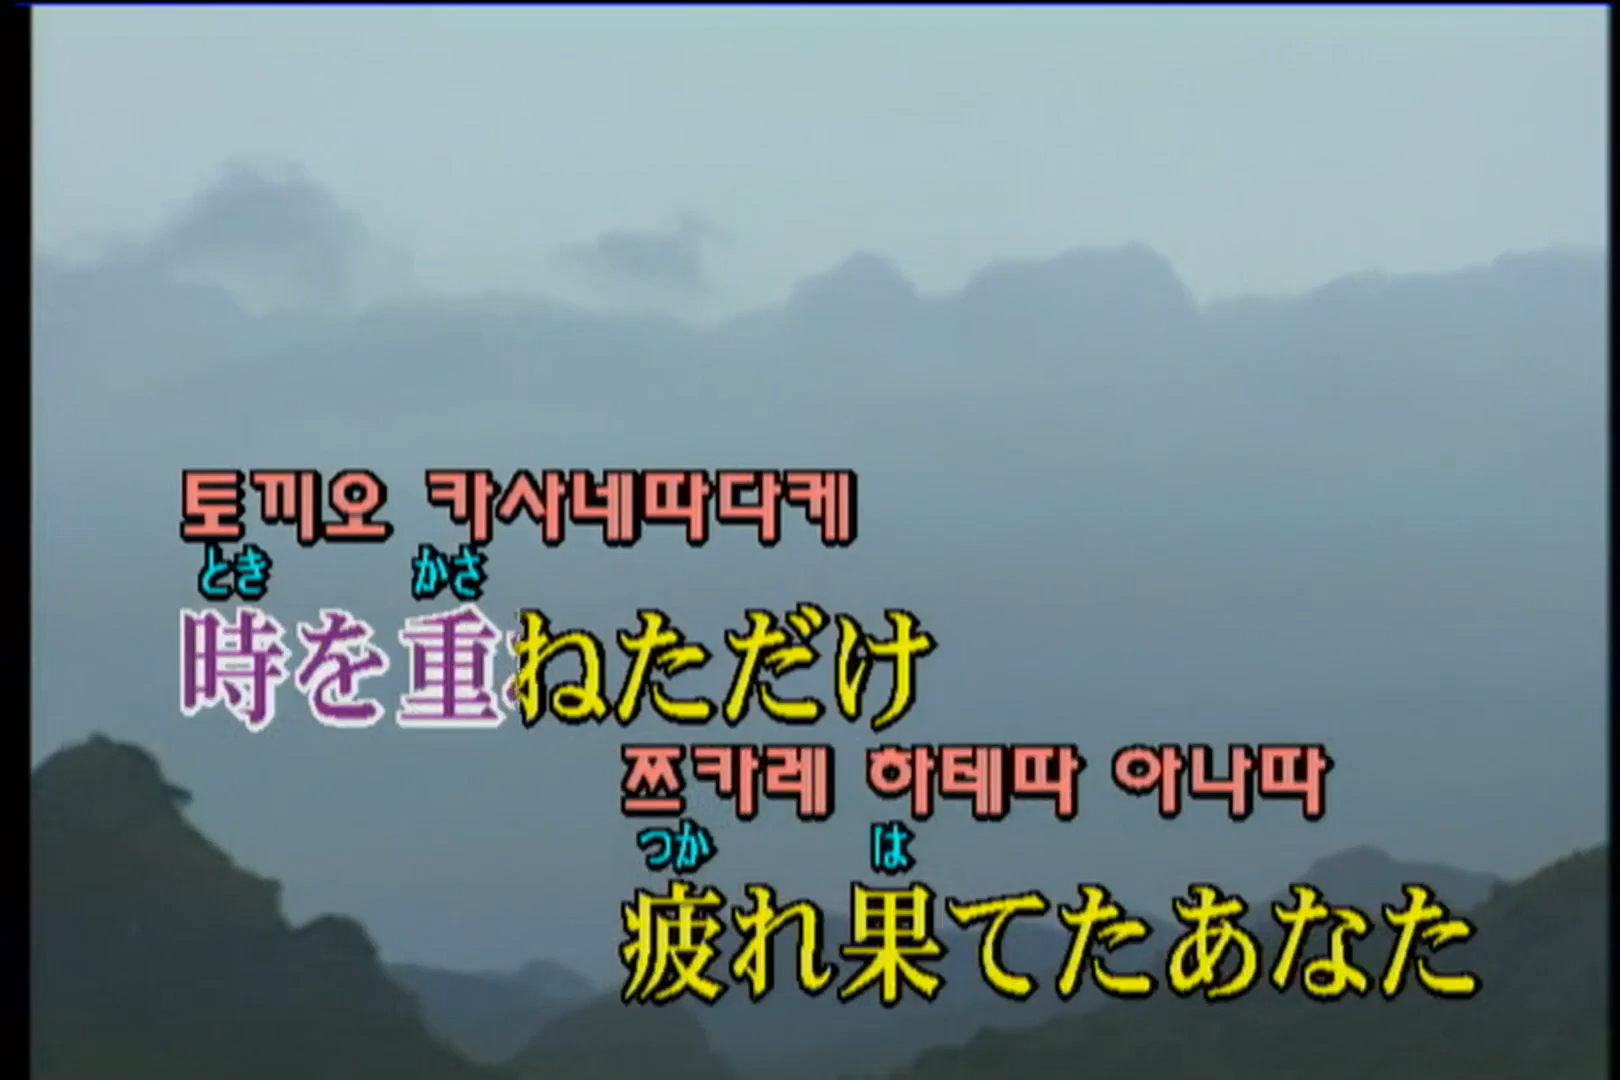 토끼오 카사네따다케
とき かさ
時を重ねただけ
쯔카레 하테따 아나따
つか は
疲れ果てたあなた